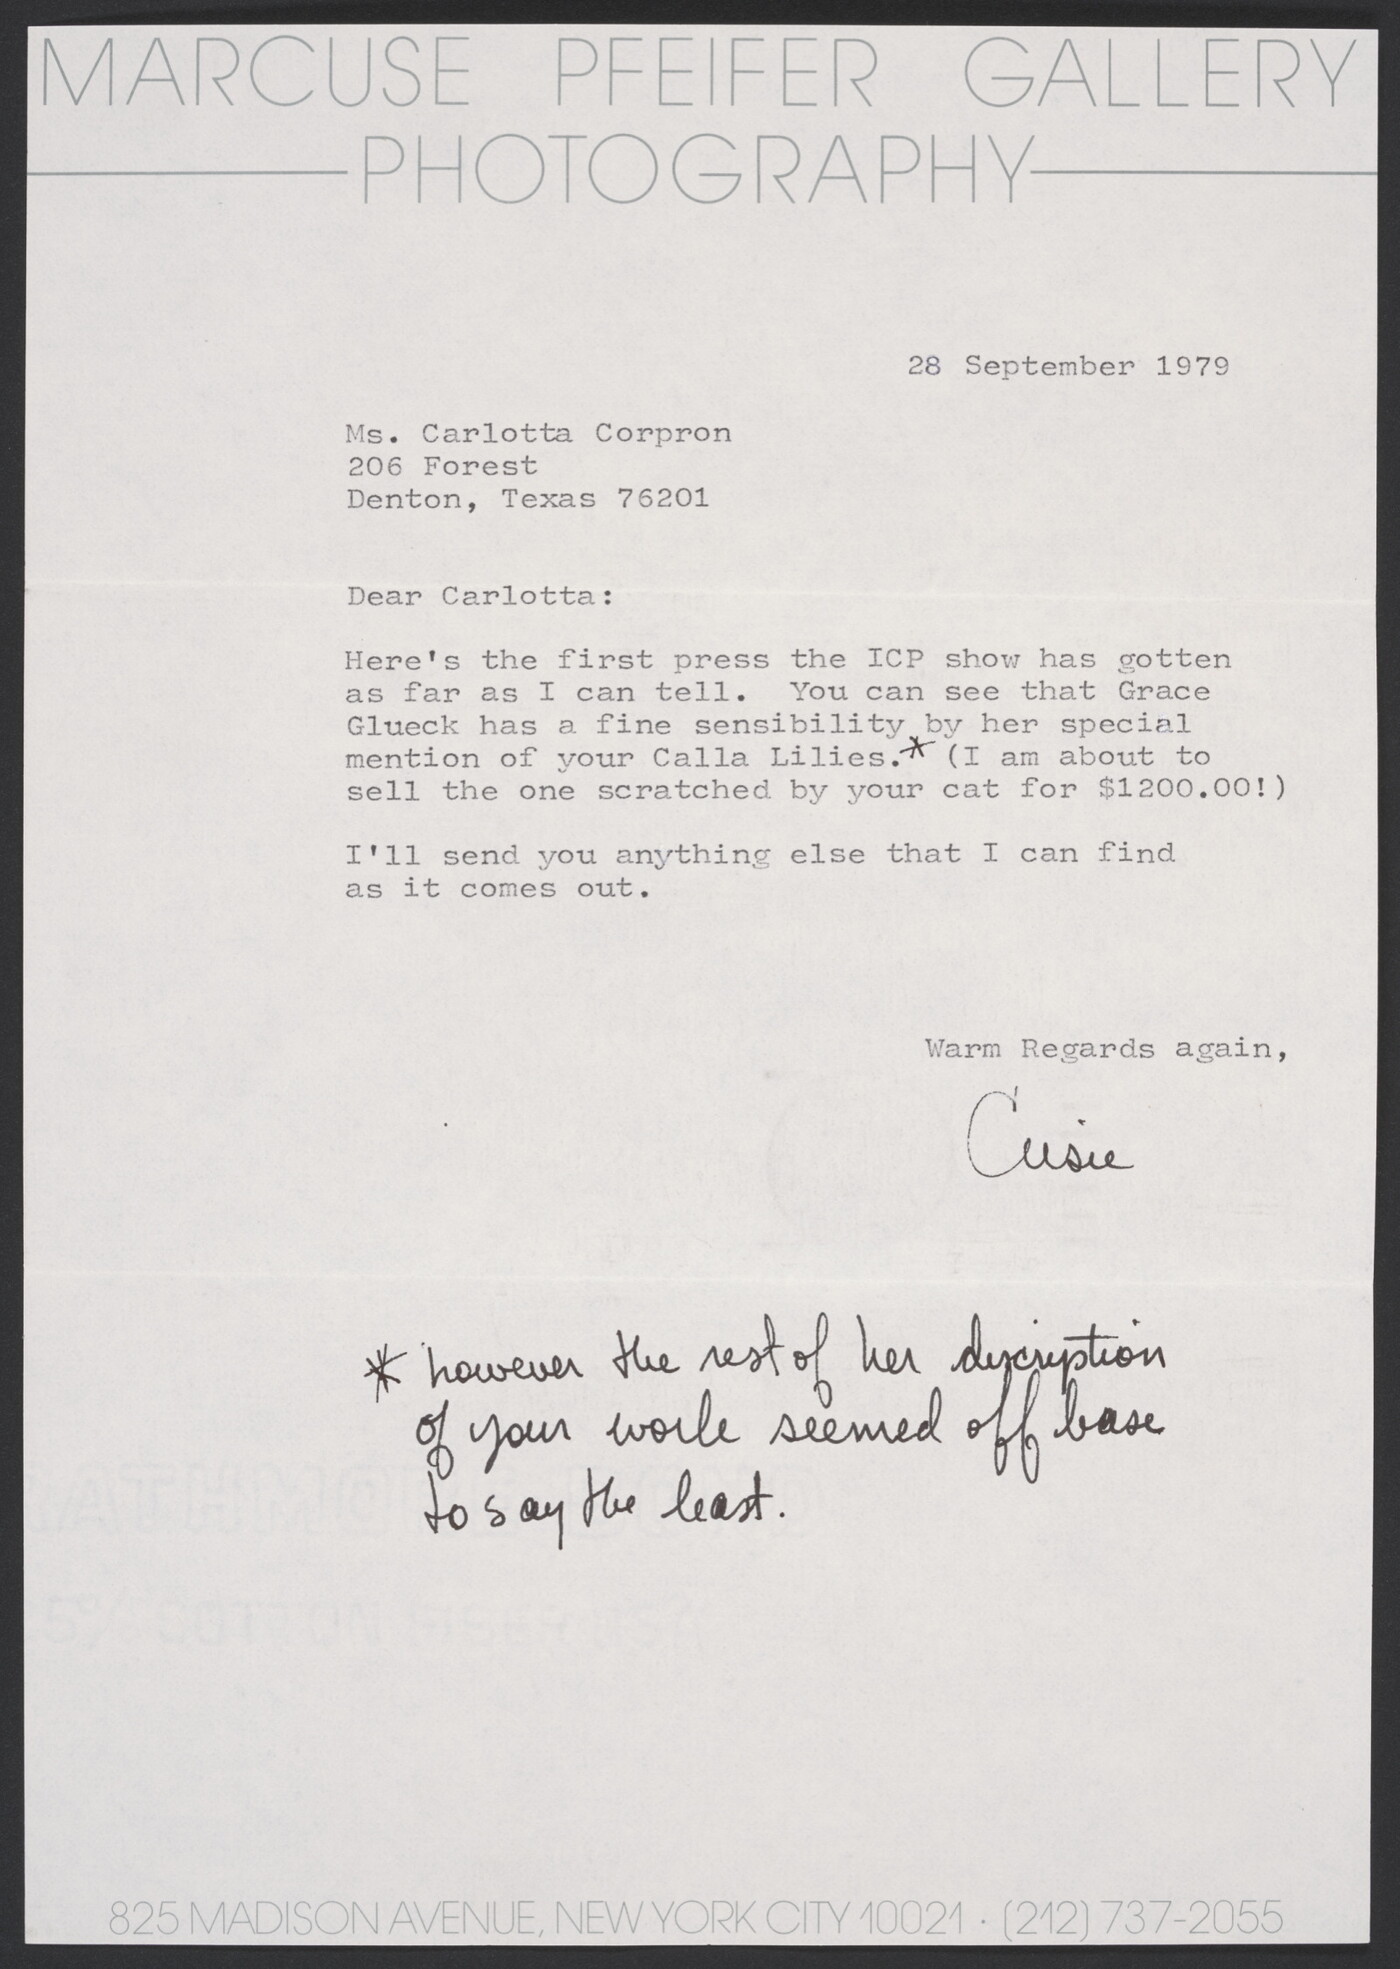 MARCUSE PFEIFER GALLERY
PHOTOGRAPHY
28 September 1979
Ms. Carlotta Corpron
206 Forest
Denton, Texas 76201
Dear Carlotta:
Here's the first press the ICP show has gotten
as far as I can tell. You can see that Grace
Glueck has a fine sensibility by her special
mention of your Calla Lilies.* (I am about to
sell the one scratched by your cat for $1200.00!)
I'll send you anything else that I can find
as it comes out.
Warm Regards again,
* however the rest of her discription
of your work seemed off base
to say the least.
825 MADISON AVENUE, NEW YORK CITY 10021 · (212) 737-2055